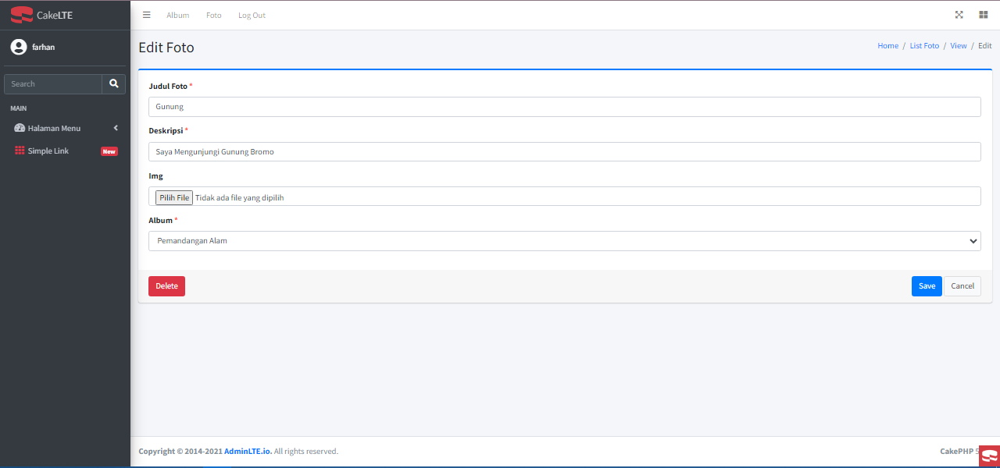 CakeLTE
Album Foto Log Out
farhan
Edit Foto
Home / List Foto / View / Edit
Search
MAIN
Halaman Menu
Simple Link New
Judul Foto *
Gunung
Deskripsi *
Saya Mengunjungi Gunung Bromo
Img
Pilih File Tidak ada file yang dipilih
Album *
Pemandangan Alam
Delete Save Cancel
Copyright © 2014-2021 AdminLTE.io. All rights reserved.
CakePHP